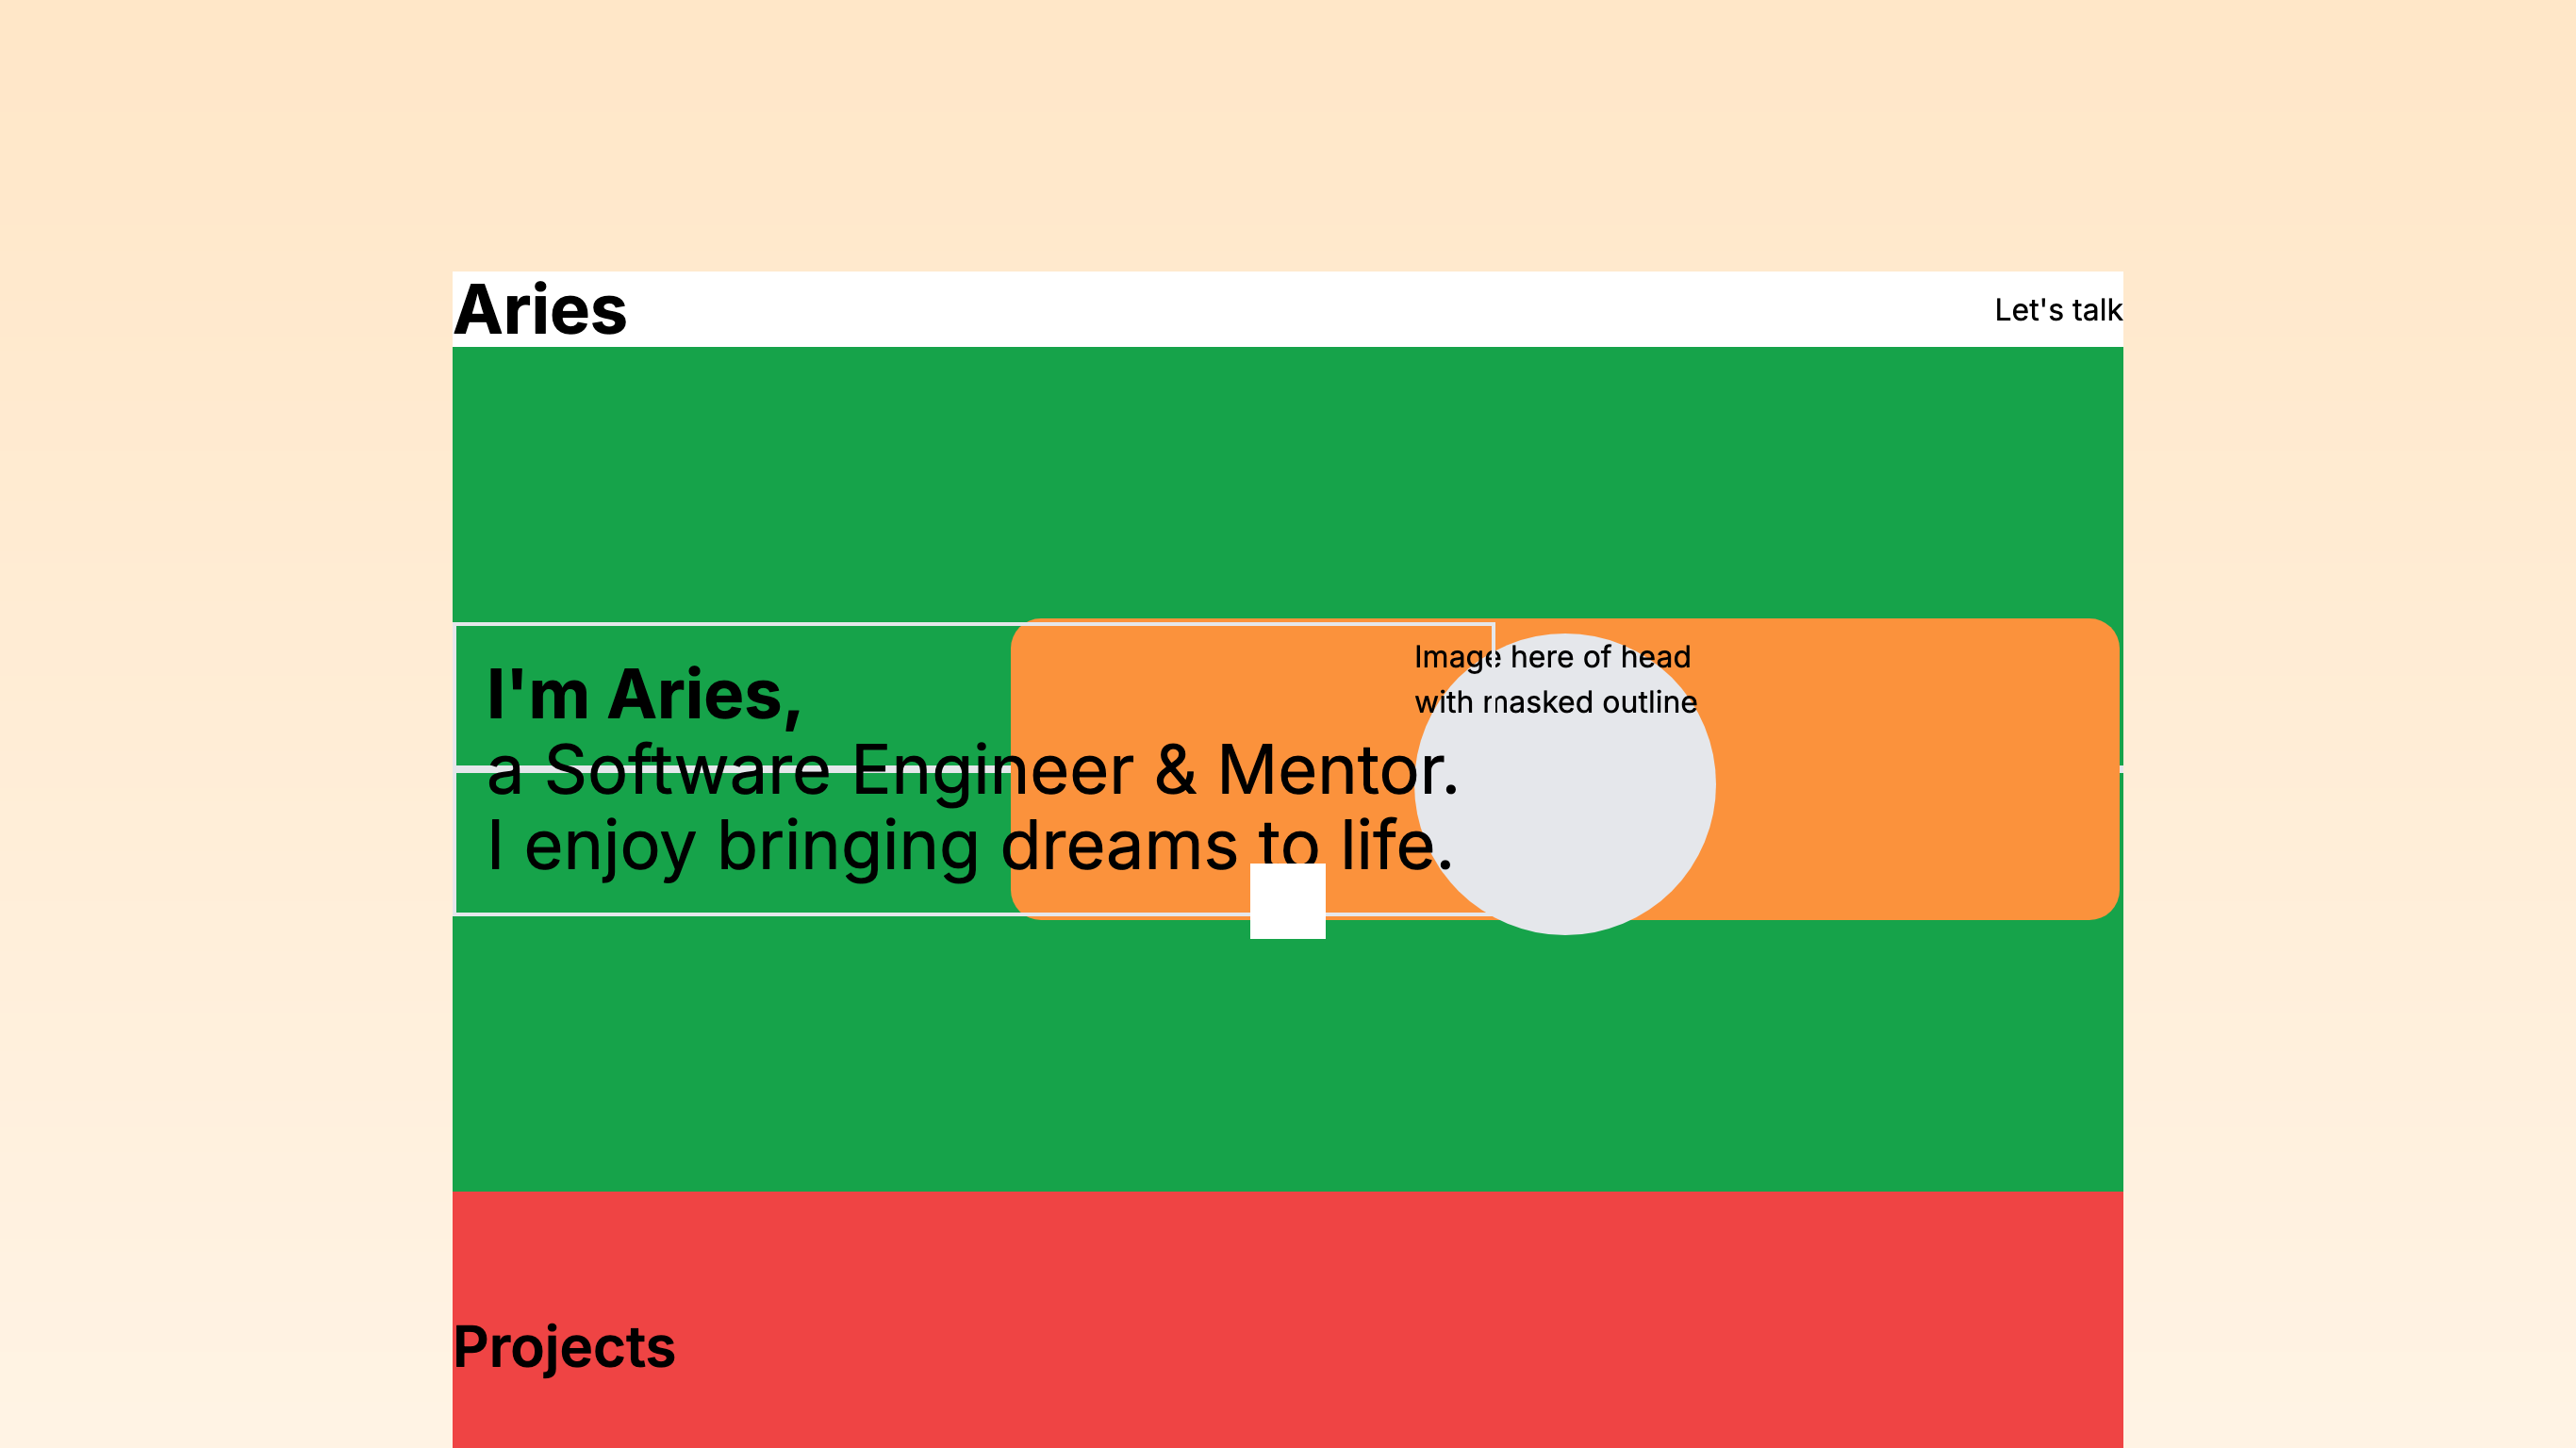 Aries
Let's talk
Image here of head
with masked outline
I'm Aries,
a Software Engineer & Mentor.
I enjoy bringing dreams to life.
Projects